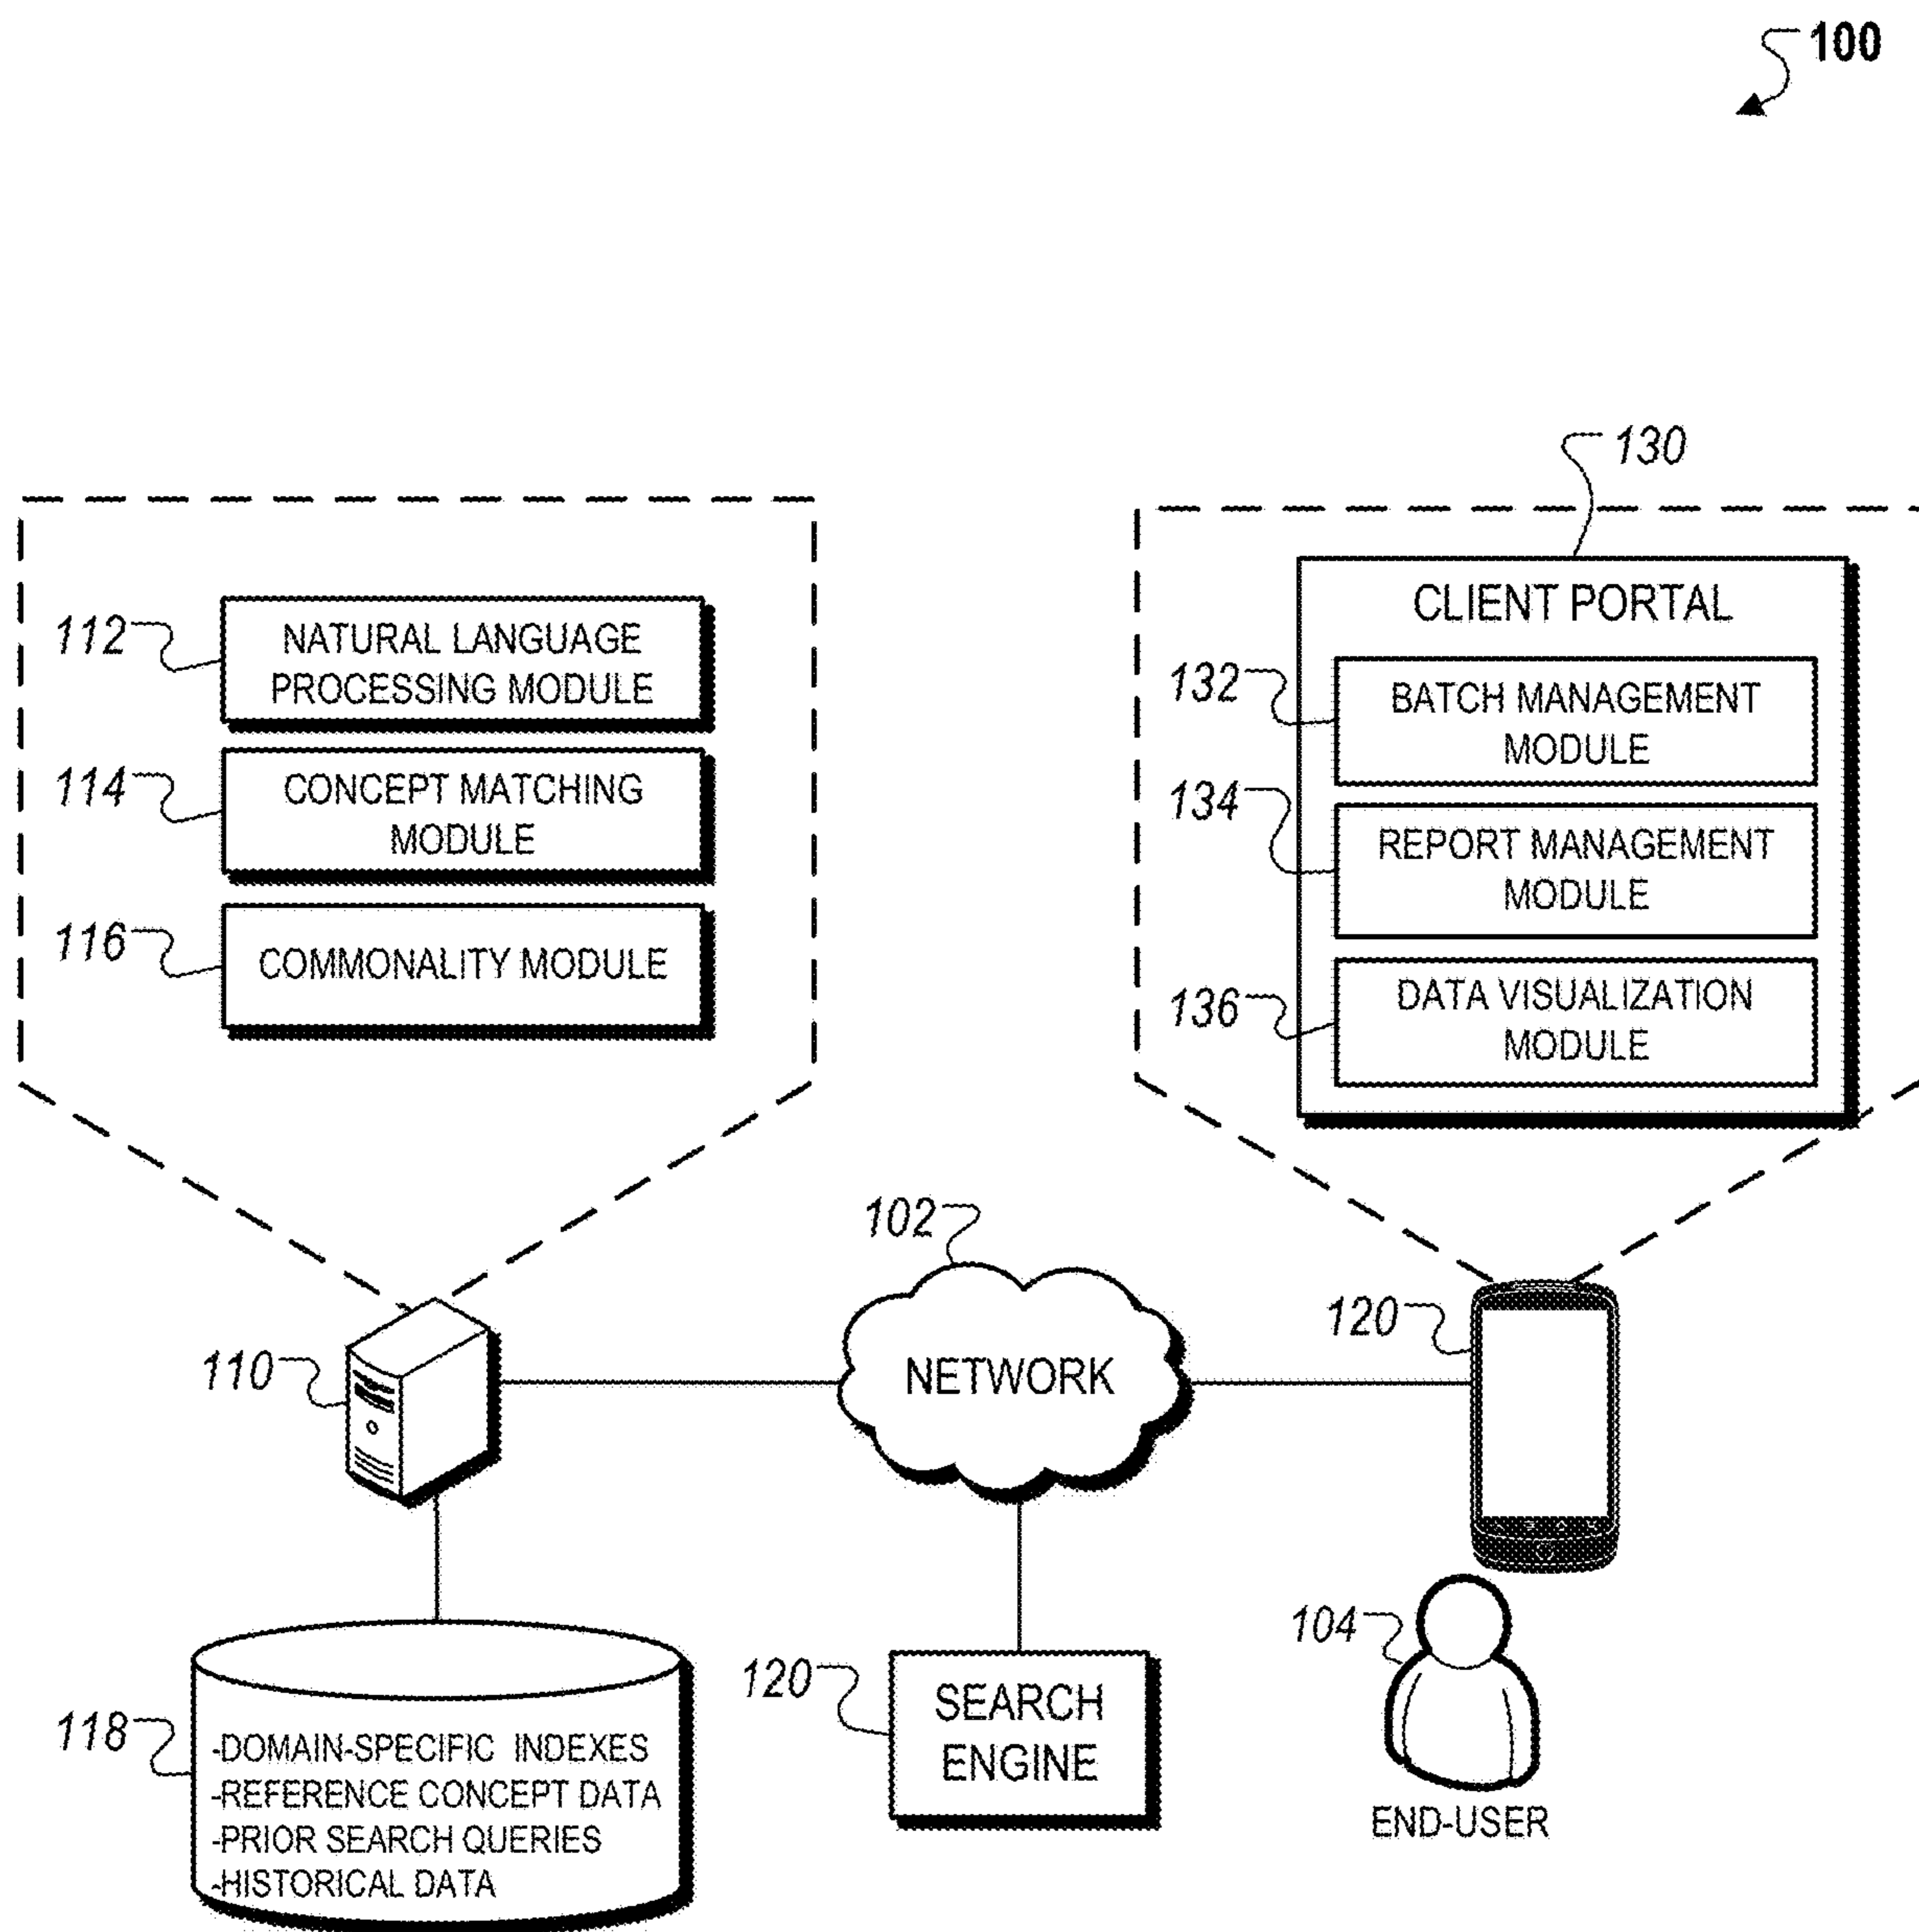 100
130
112
NATURAL LANGUAGE
PROCESSING MODULE
114
CONCEPT MATCHING
MODULE
116
COMMONALITY MODULE
CLIENT PORTAL
132
BATCH MANAGEMENT
MODULE
134
REPORT MANAGEMENT
MODULE
136
DATA VISUALIZATION
MODULE
102
NETWORK
110
120
118
-DOMAIN-SPECIFIC INDEXES
-REFERENCE CONCEPT DATA
-PRIOR SEARCH QUERIES
-HISTORICAL DATA
120
SEARCH
ENGINE
104
END-USER